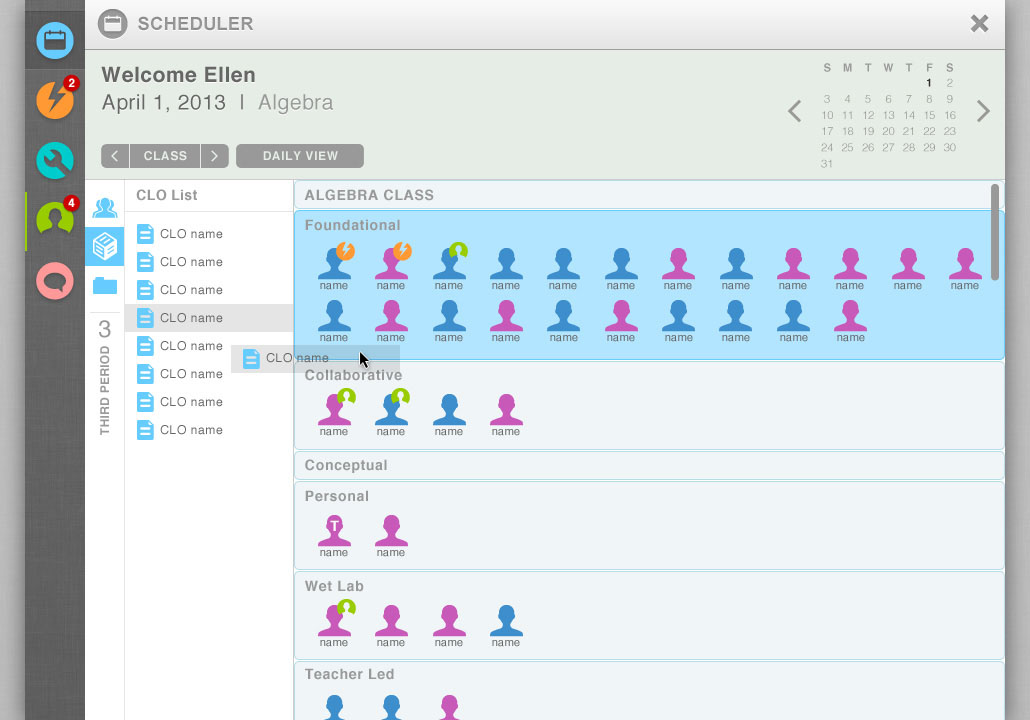 SCHEDULER
2
4
Welcome Ellen
April 1, 2013 | Algebra
CLASS
DAILY VIEW
S M T W T F S
1 2
3 4 5 6 7 8 9
10 11 12 13 14 15 16
17 18 19 20 21 22 23
24 25 26 27 28 29 30
31
3
THIRD PERIOD
CLO List
CLO name
CLO name
CLO name
CLO name
CLO name
CLO name
CLO name
CLO name
CLO name
ALGEBRA CLASS
Foundational
name name name name name name name name name name name name
name name name name name name name name name name
Collaborative
name name name name
Conceptual
Personal
T
name name
Wet Lab
name name name name
Teacher Led